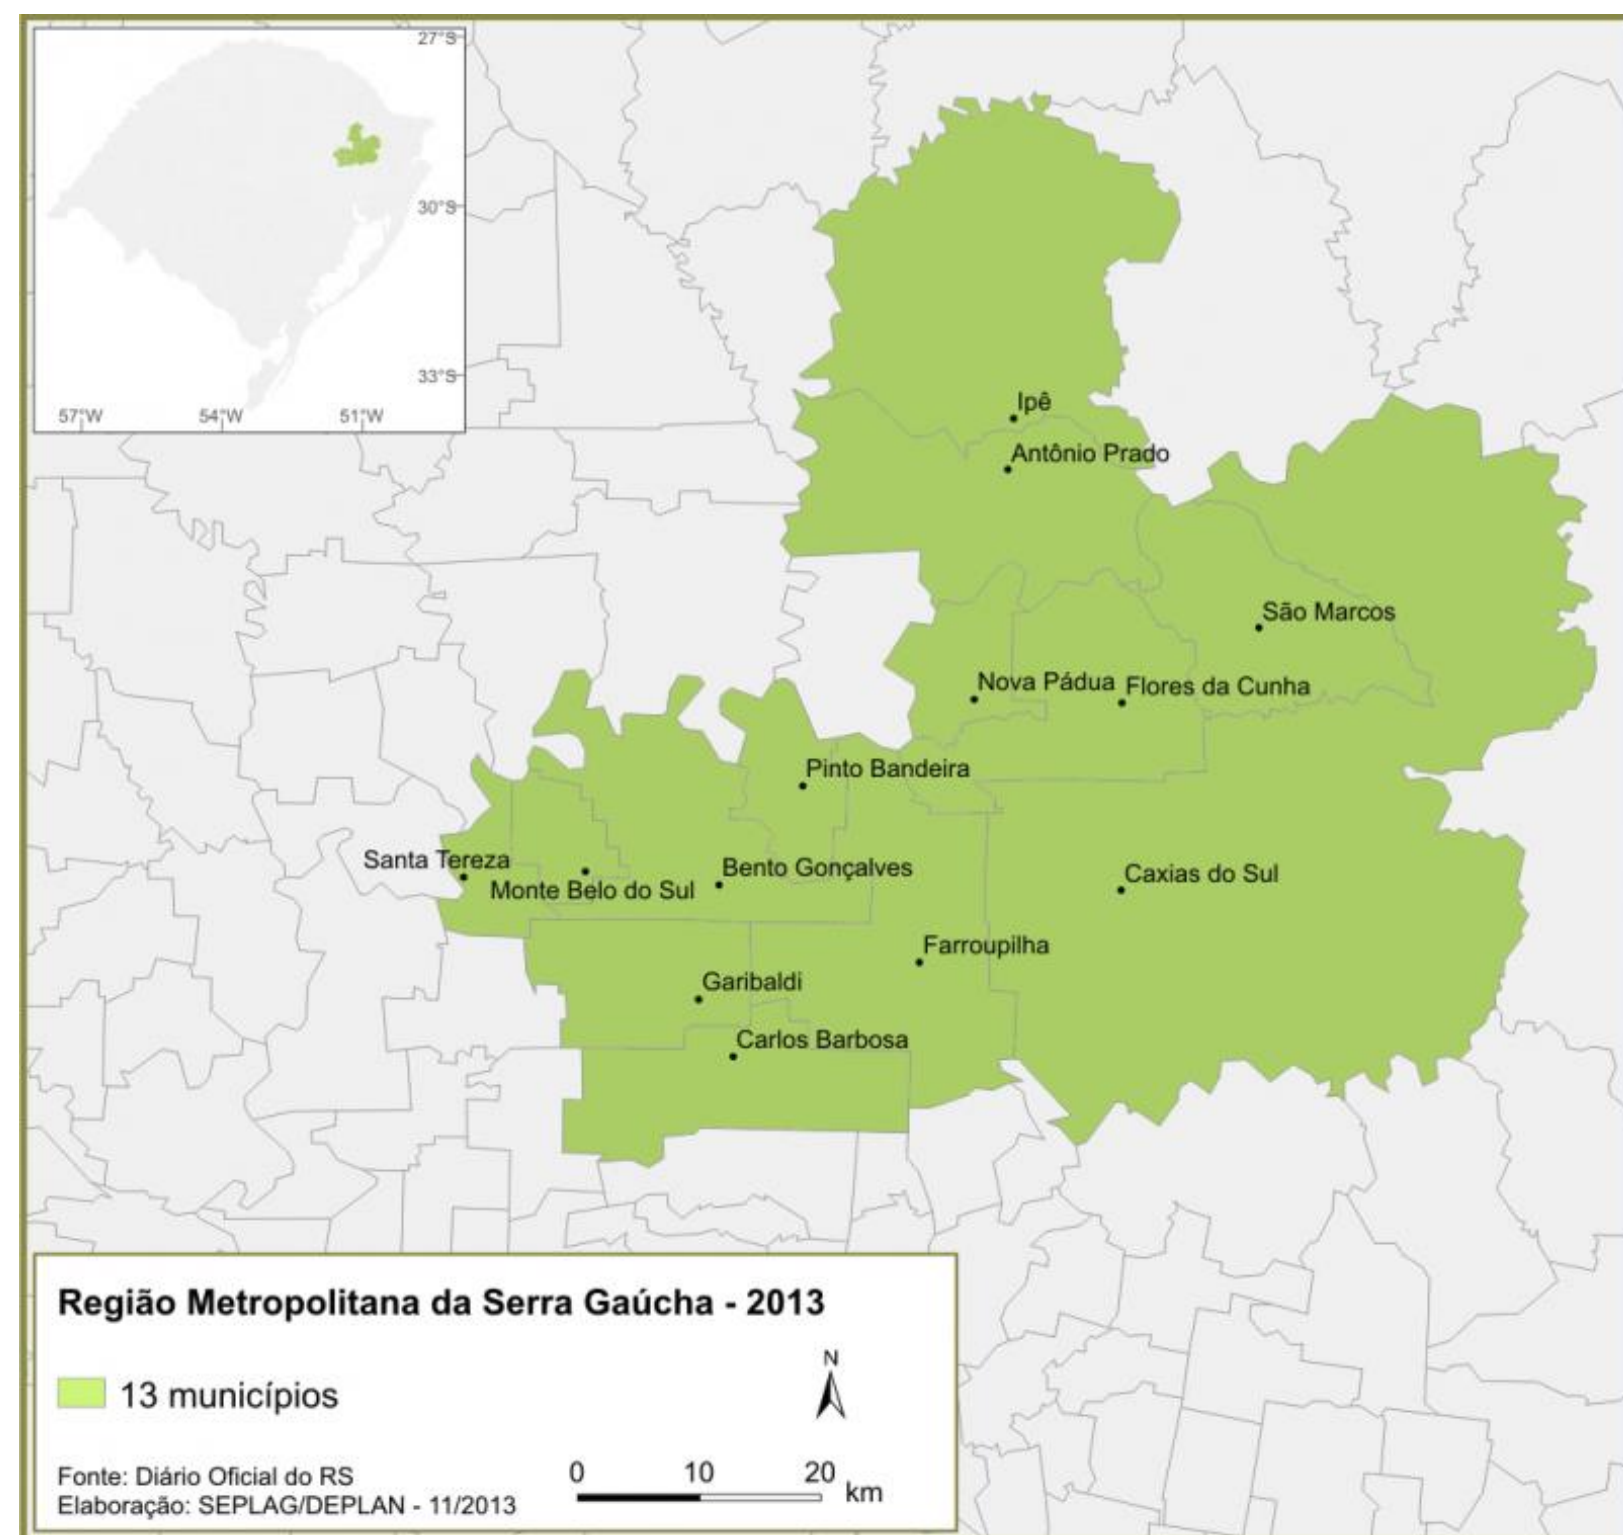 27°S
30°S
33°S
57°W 54°W 51°W
Ipê
Antônio Prado
São Marcos
Nova Pádua
Flores da Cunha
Pinto Bandeira
Santa Tereza
Monte Belo do Sul
Bento Gonçalves
Caxias do Sul
Farroupilha
Garibaldi
Carlos Barbosa
Região Metropolitana da Serra Gaúcha - 2013
13 municípios
N
Fonte: Diário Oficial do RS
Elaboração: SEPLAG/DEPLAN - 11/2013
0 10 20 km